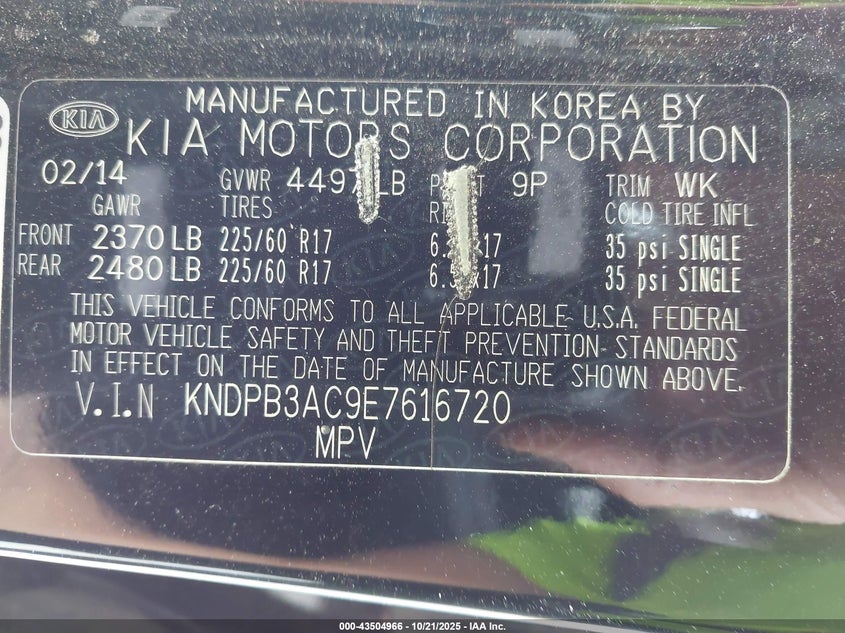 KIA
MANUFACTURED IN KOREA BY
KIA MOTORS CORPORATION
02/14 GVWR LB 9P TRIM WK
GAWR TIRES COLD TIRE INFL
FRONT 2370 LB 225/60 R17 35 psi SINGLE
REAR 2480 LB 225/60 R17 35 psi SINGLE
THIS VEHICLE CONFORMS TO ALL APPLICABLE U.S.A. FEDERAL
MOTOR VEHICLE SAFETY AND THEFT PREVENTION STANDARDS
IN EFFECT ON THE DATE OF MANUFACTURE SHOWN ABOVE.
V.I.N KNDPB3AC9E7616720
MPV
000-43504966 - 10/21/2025 - IAA Inc.